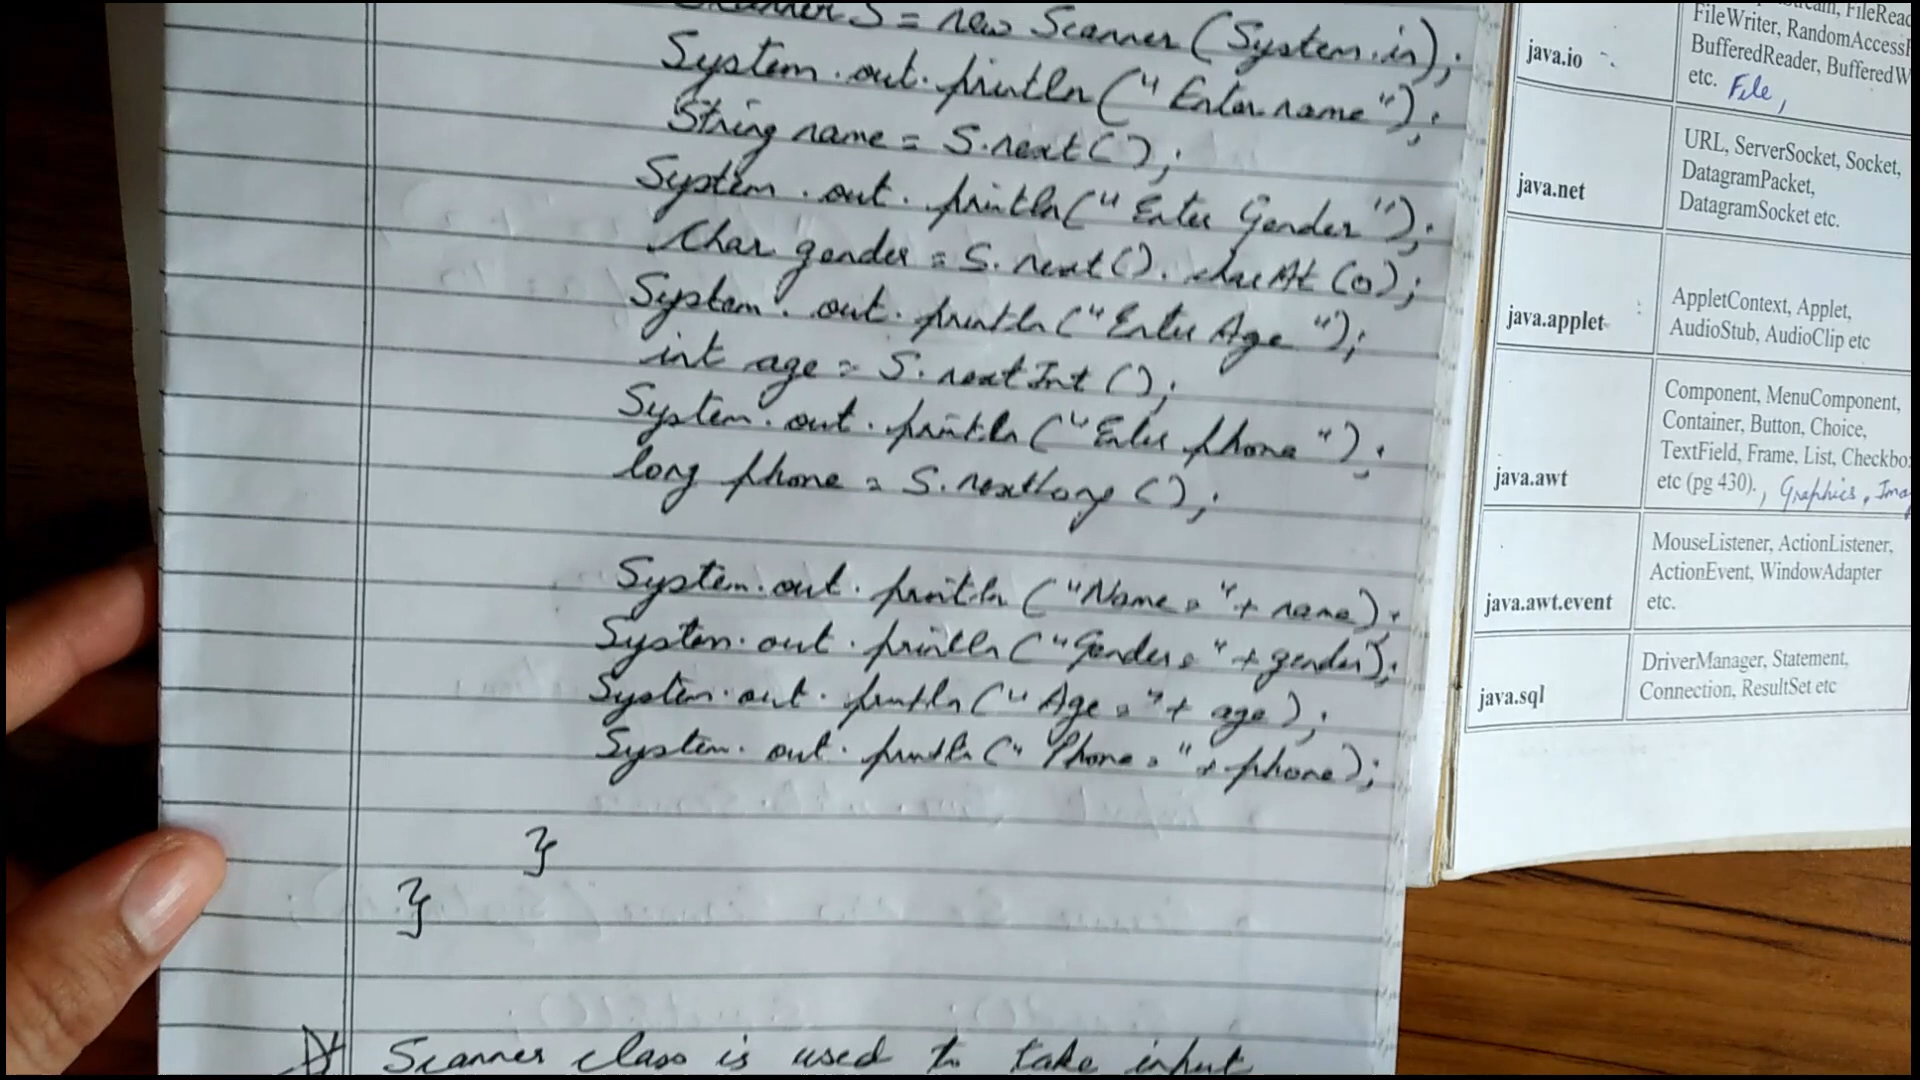 Scanner S = new Scanner (System.in);
System.out.println ("Enter name");
String name = S.next();
System.out.println("Enter Gender");
Char gender = S.next().charAt(0);
System.out.println("Enter Age");
int age = S.nextInt();
System.out.println("Enter phone");
long phone = S.nextLong();
System.out.println ("Name = " + name);
System.out.println ("Gender = " + gender);
System.out.println (" Age = " + age);
System.out.println (" Phone = " + phone);
}
}
Scanner class is used to take input
java.io
FileWriter,
BufferedReader,
etc. File,
java.net
URL, ServerSocket, Socket,
DatagramPacket,
DatagramSocket etc.
java.applet
AppletContext, Applet,
AudioStub, AudioClip etc
java.awt
Component, MenuComponent,
Container, Button, Choice,
TextField, Frame, List,
etc (pg 430)., Graphics,
java.awt.event
MouseListener, ActionListener,
ActionEvent, WindowAdapter
etc.
java.sql
DriverManager, Statement,
Connection, ResultSet etc